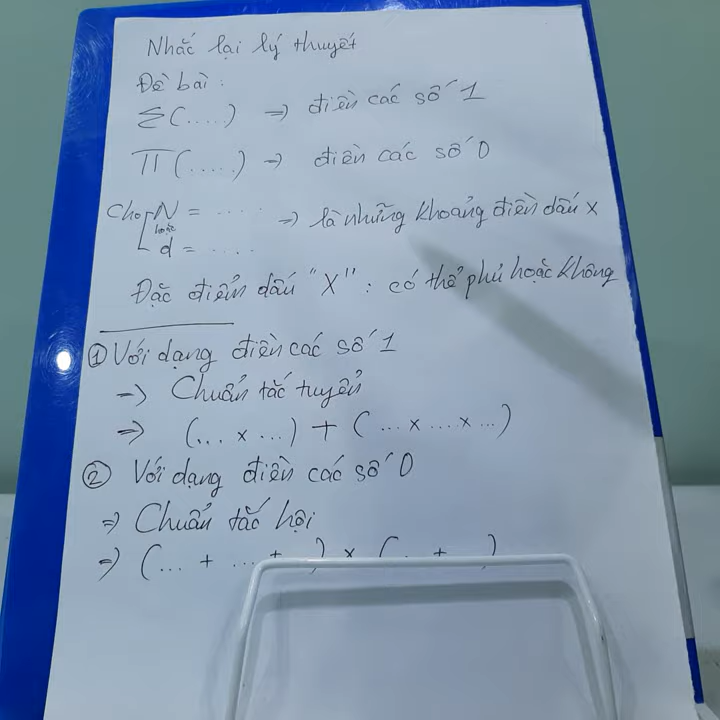 Nhắc lại lý thuyết
Đề bài :
Σ(.....) => điền các số 1
Π(.....) => điền các số 0
Cho N = ..... => là những khoảng điền dấu x
hoặc
d = .....
Đặc điểm dấu "X" : có thể phủ hoặc không
① Với dạng điền các số 1
=> Chuẩn tắc tuyển
=> (... x ...) + (... x ... x ...)
② Với dạng điền các số 0
=> Chuẩn tắc hội
=> (... + ... + ...) x (... + ...)